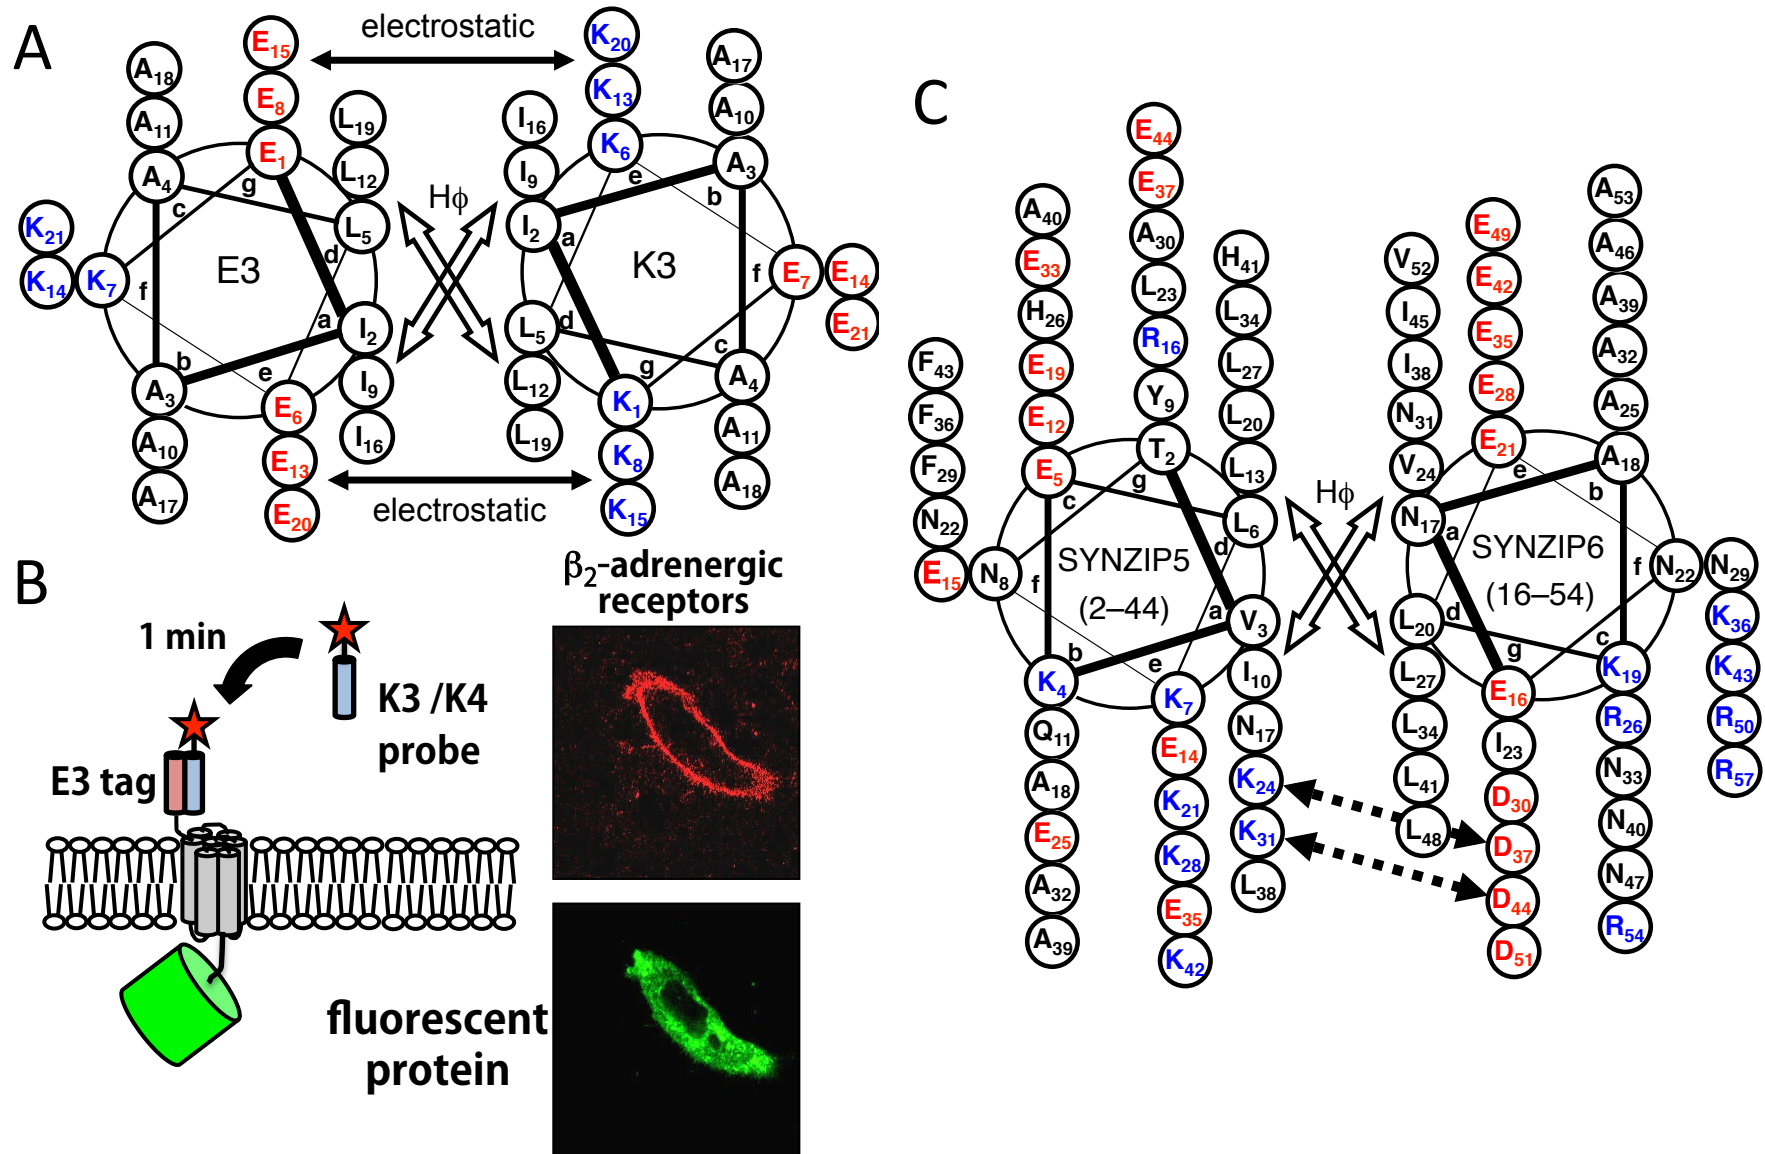 A
electrostatic
E15
E8
E1
A18
A11
A4
L19
L12
L5
K21
K14
K7
g
c
d
f
E3
a
b
e
I2
I9
I16
A3
A10
A17
E6
E13
E20
Hϕ
K20
K13
K6
I16
I9
I2
A17
A10
A3
e
b
a
K3
f
E7
E14
E21
d
c
g
L5
L12
L19
K1
K8
K15
A4
A11
A18
electrostatic
B
1 min
K3 /K4
probe
E3 tag
β2-adrenergic
receptors
fluorescent
protein
C
E44
E37
A30
L23
R16
Y9
T2
A40
E33
H26
E19
E12
E5
H41
L34
L27
L20
L13
L6
F43
F36
F29
N22
E15
N8
c
g
d
f
SYNZIP5
(2–44)
a
b
e
K4
Q11
A18
E25
A32
A39
K7
E14
K21
K28
E35
K42
V3
I10
N17
K24
K31
L38
Hϕ
V52
I45
I38
N31
V24
N17
E49
E42
E35
E28
E21
A53
A46
A39
A32
A25
A18
e
b
a
SYNZIP6
(16–54)
f
d
c
g
N22
N29
K36
K43
R50
R57
L20
L27
L34
L41
L48
E16
I23
D30
D37
D44
D51
K19
R26
N33
N40
N47
R54